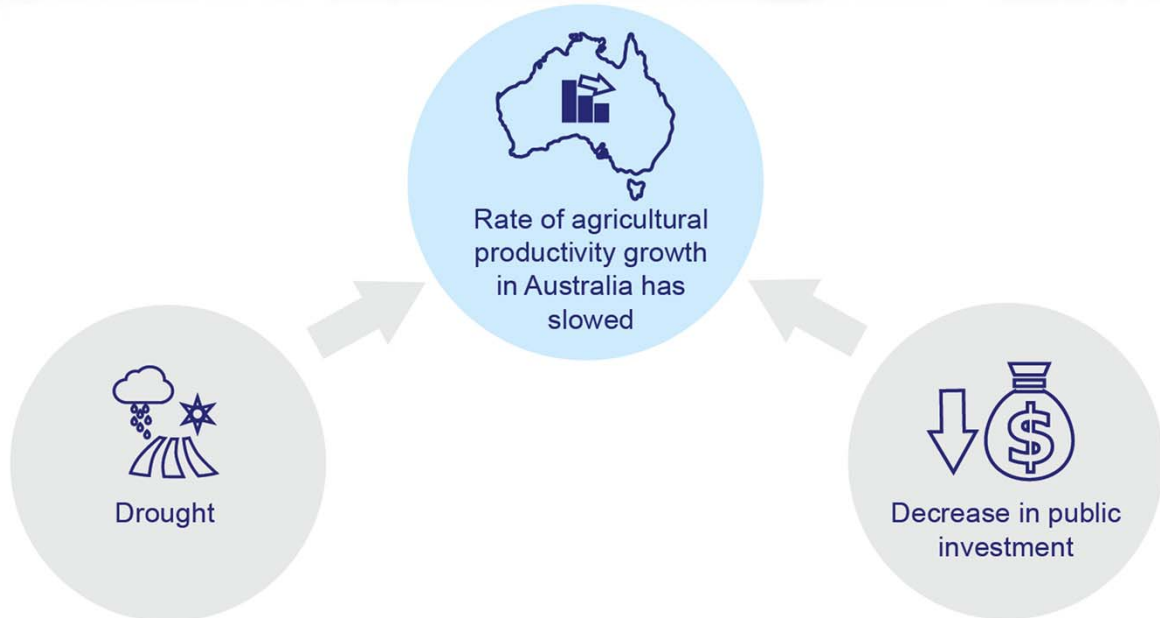 Rate of agricultural
productivity growth
in Australia has
slowed
Drought
$
Decrease in public
investment